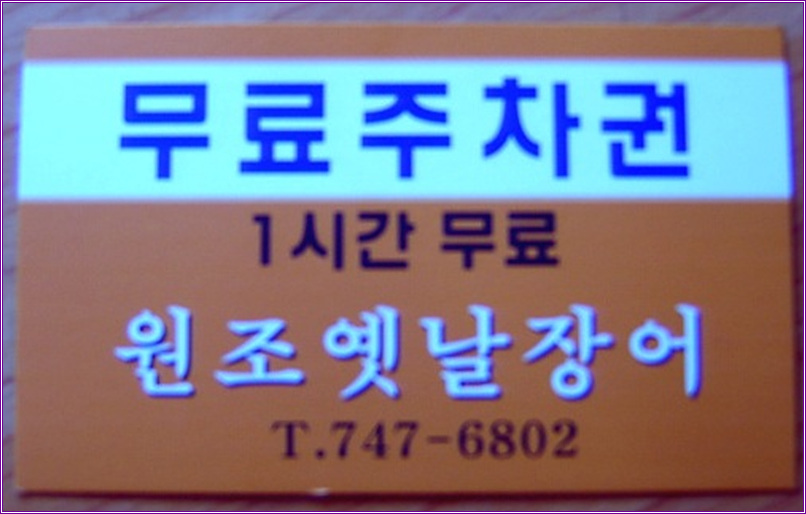 무료주차권
1시간 무료
원조옛날장어
T.747-6802